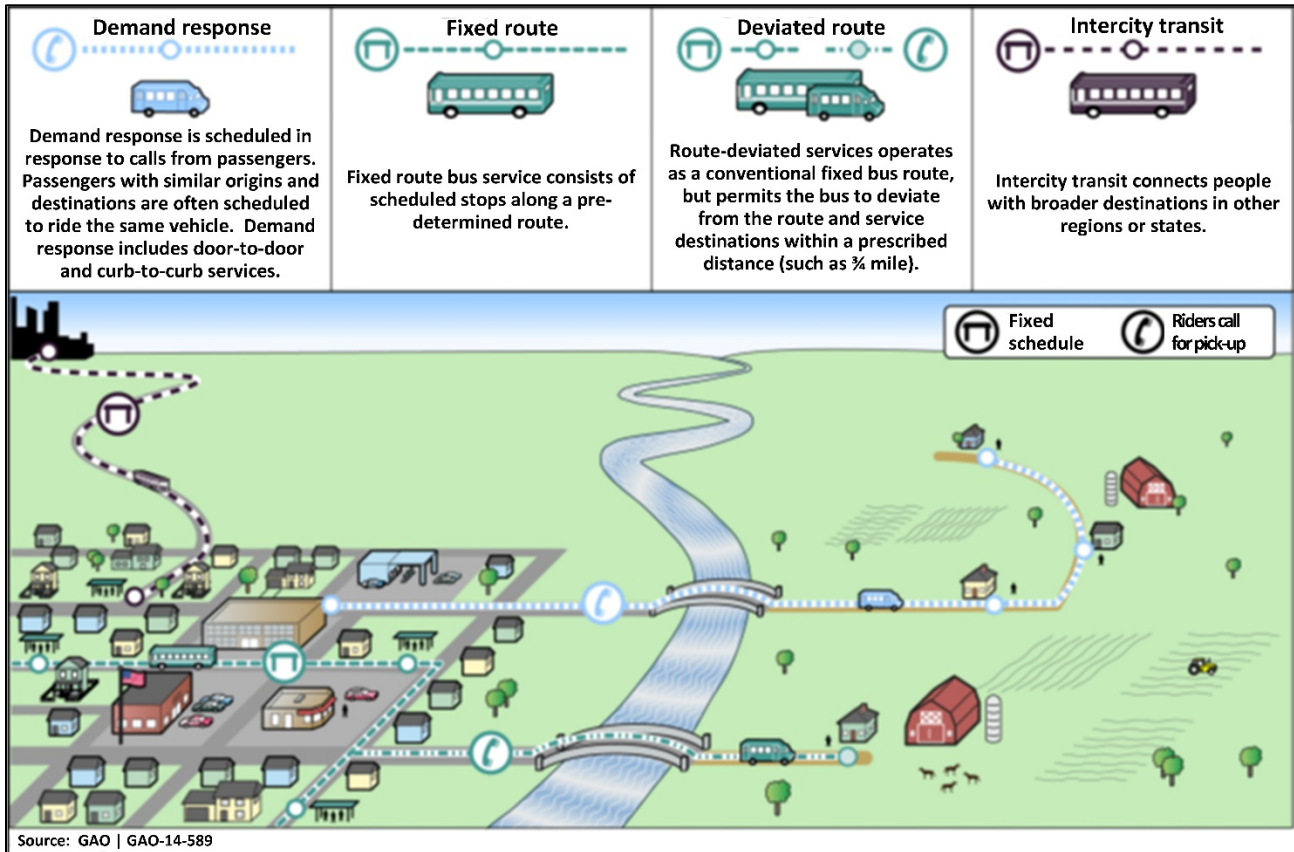 Demand response
Demand response is scheduled in
response to calls from passengers.
Passengers with similar origins and
destinations are often scheduled
to ride the same vehicle.  Demand
response includes door-to-door
and curb-to-curb services.
Fixed route
Fixed route bus service consists of
scheduled stops along a pre-
determined route.
Deviated route
Route-deviated services operates
as a conventional fixed bus route,
but permits the bus to deviate
from the route and service
destinations within a prescribed
distance (such as ¾ mile).
Intercity transit
Intercity transit connects people
with broader destinations in other
regions or states.
Fixed
schedule
Riders call
for pick-up
Source:  GAO | GAO-14-589